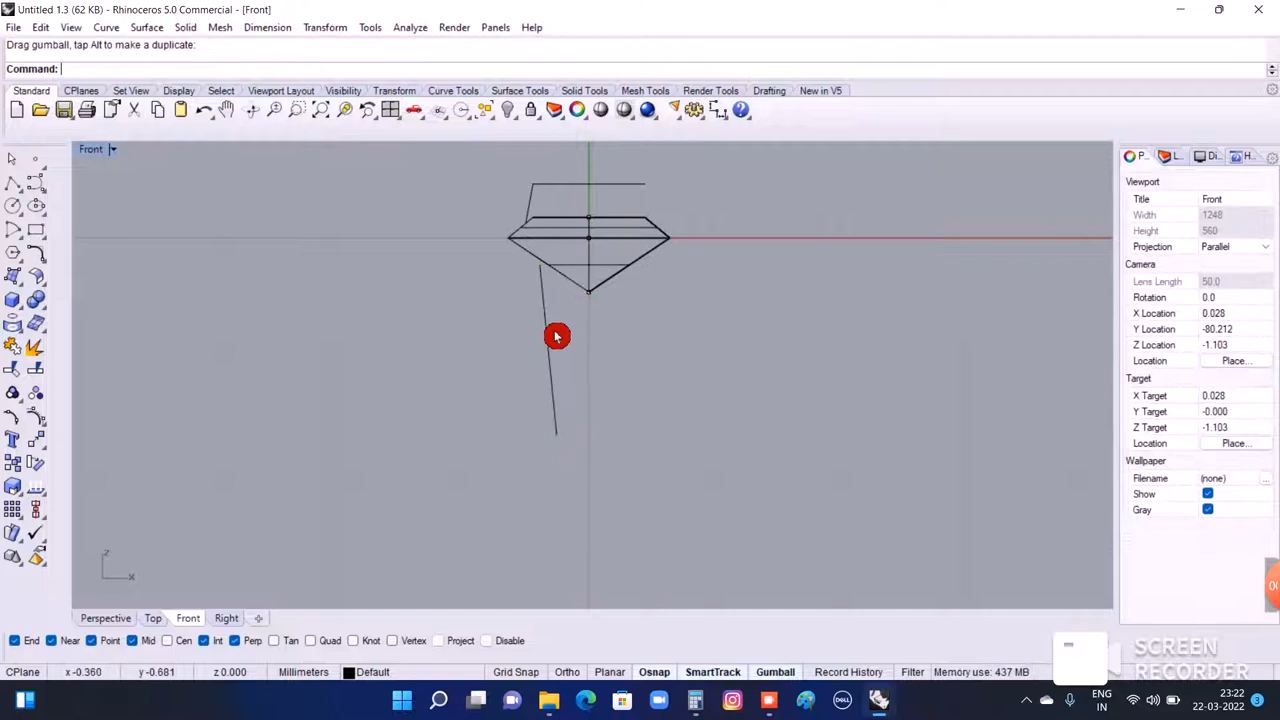 Untitled 1.3 (62 KB) - Rhinoceros 5.0 Commercial - [Front]
File Edit View Curve Surface Solid Mesh Dimension Transform Tools Analyze Render Panels Help
Drag gumball, tap Alt to make a duplicate:
Command:
Standard CPlanes Set View Display Select Viewport Layout Visibility Transform Curve Tools Surface Tools Solid Tools Mesh Tools Render Tools Drafting New in V5
Front
P... L... Di... H...
Viewport
Title Front
Width 1248
Height 560
Projection Parallel
Camera
Lens Length 50.0
Rotation 0.0
X Location 0.028
Y Location -80.212
Z Location -1.103
Location Place...
Target
X Target 0.028
Y Target -0.000
Z Target -1.103
Location Place...
Wallpaper
Filename (none) ...
Show
Gray
z
x
00
Perspective Top Front Right
End Near Point Mid Cen Int Perp Tan Quad Knot Vertex Project Disable
SCREEN
RECORDER
CPlane x -0.360 y -0.681 z 0.000 Millimeters Default Grid Snap Ortho Planar Osnap SmartTrack Gumball Record History Filter Memory use: 437 MB
DELL
ENG
IN
23:22
22-03-2022
3